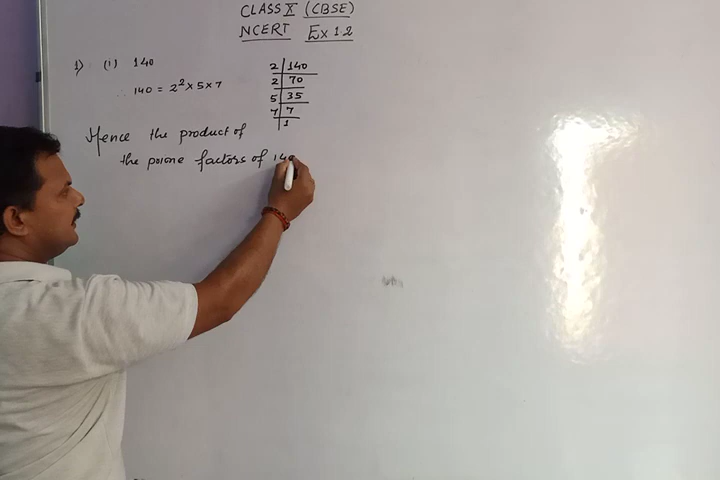 CLASS X (CBSE)
NCERT Ex 1.2
1) (i) 140
∴ 140 = 2² × 5 × 7
2 | 140
2 | 70
5 | 35
7 | 7
| 1
Hence the product of
the prime factors of 140